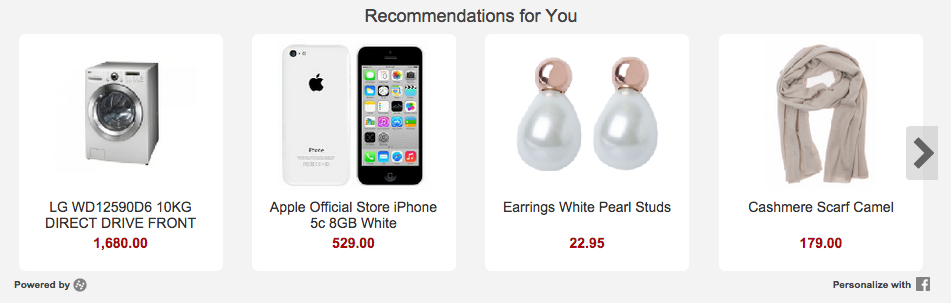 Recommendations for You
LG WD12590D6 10KG
DIRECT DRIVE FRONT
1,680.00
iPhone
Apple Official Store iPhone
5c 8GB White
529.00
Earrings White Pearl Studs
22.95
Cashmere Scarf Camel
179.00
Powered by
Personalize with